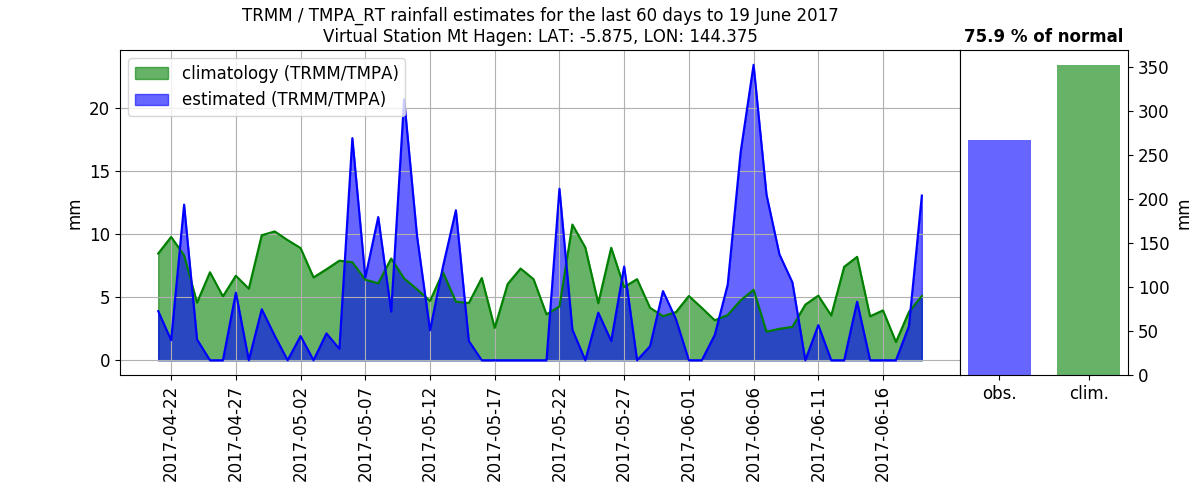 TRMM / TMPA_RT rainfall estimates for the last 60 days to 19 June 2017
Virtual Station Mt Hagen: LAT: -5.875, LON: 144.375
75.9 % of normal
climatology (TRMM/TMPA)
estimated (TRMM/TMPA)
mm
20
15
10
5
0
2017-04-22
2017-04-27
2017-05-02
2017-05-07
2017-05-12
2017-05-17
2017-05-22
2017-05-27
2017-06-01
2017-06-06
2017-06-11
2017-06-16
350
300
250
200
150
100
50
0
mm
obs.
clim.